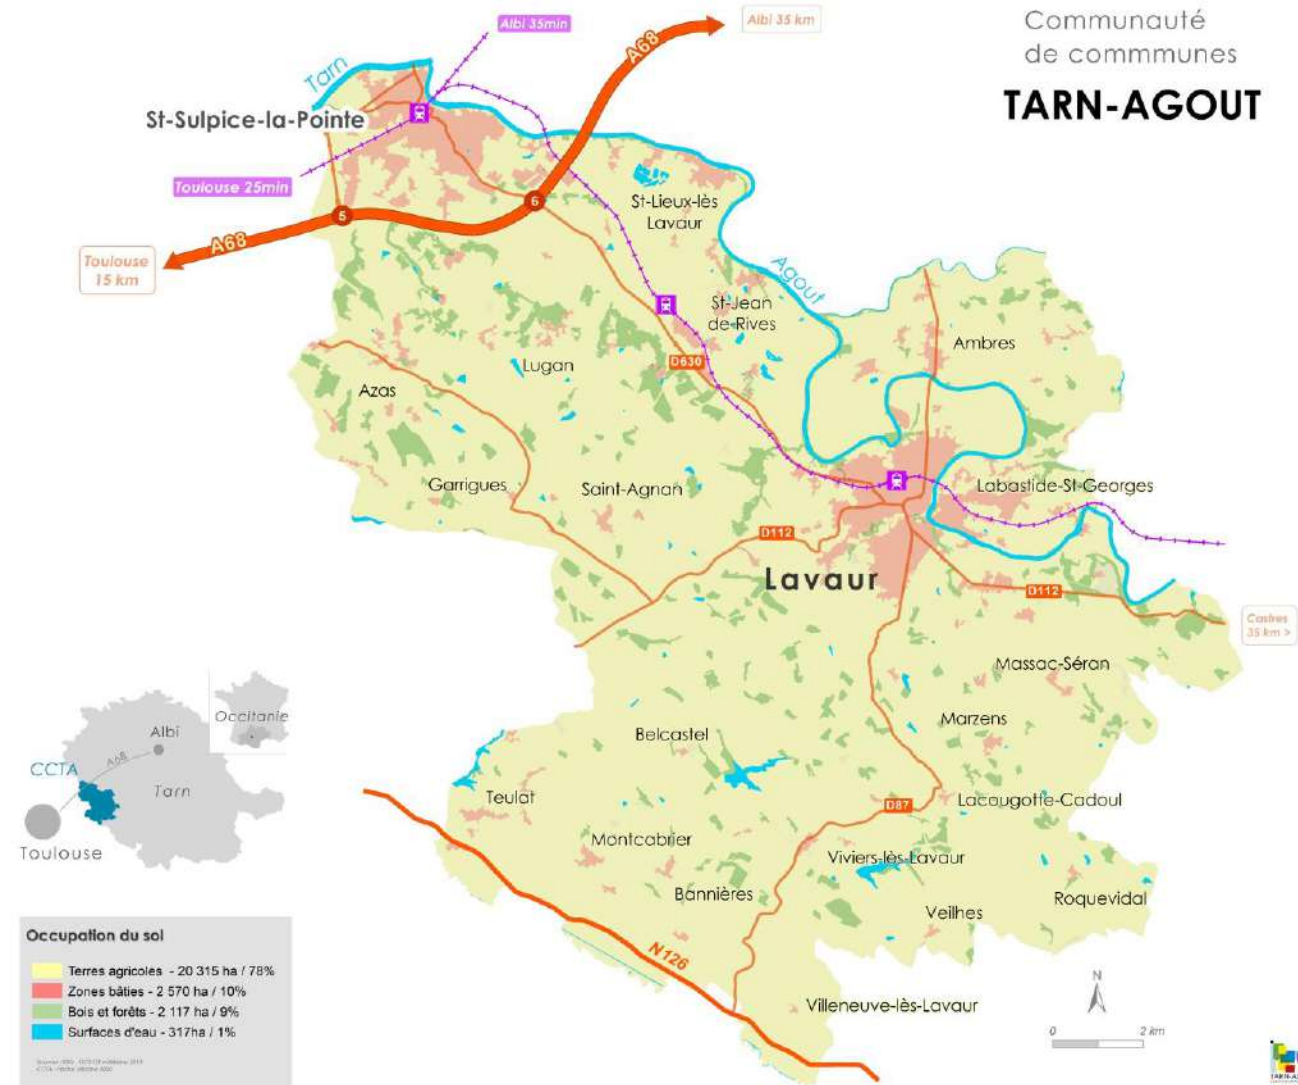 Communauté
de commmunes
TARN-AGOUT
Albi 35min
Albi 35 km
A68
Tarn
St-Sulpice-la-Pointe
Toulouse 25min
6
5
A68
Toulouse
15 km
St-Lieux-lès
Lavaur
Agout
St-Jean
de-Rives
Ambres
D630
Lugan
Azas
Garrigues
Saint-Agnan
Labastide-St-Georges
D112
Lavaur
D112
Castres
35 km >
Massac-Séran
Marzens
Belcastel
Teulat
D87
Lacougotte-Cadoul
Montcabrier
Viviers-lès-Lavaur
Bannières
Roquevidal
Veilhes
N126
Villeneuve-lès-Lavaur
N
0 2 km
Occitanie
Albi
A68
CCTA
Tarn
Toulouse
Occupation du sol
Terres agricoles - 20 315 ha / 78%
Zones bâties - 2 570 ha / 10%
Bois et forêts - 2 117 ha / 9%
Surfaces d'eau - 317ha / 1%